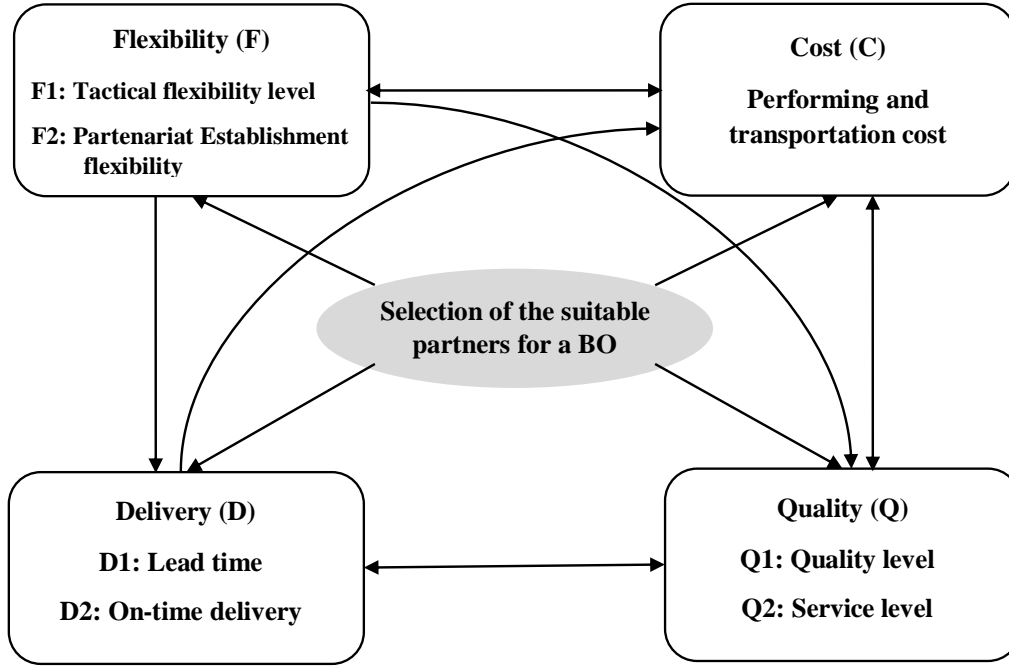 Flexibility (F)
F1: Tactical flexibility level
F2: Partenariat Establishment
flexibility
Cost (C)
Performing and
transportation cost
Selection of the suitable
partners for a BO
Delivery (D)
D1: Lead time
D2: On-time delivery
Quality (Q)
Q1: Quality level
Q2: Service level